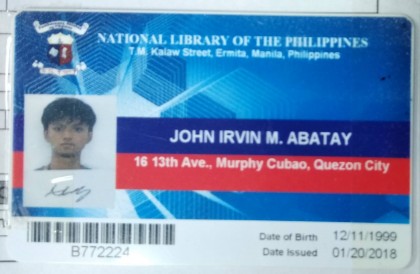 NATIONAL LIBRARY OF THE PHILIPPINES
T.M. Kalaw Street, Ermita, Manila, Philippines
JOHN IRVIN M. ABATAY
16 13th Ave., Murphy Cubao, Quezon City
B772224
Date of Birth 12/11/1999
Date Issued 01/20/2018